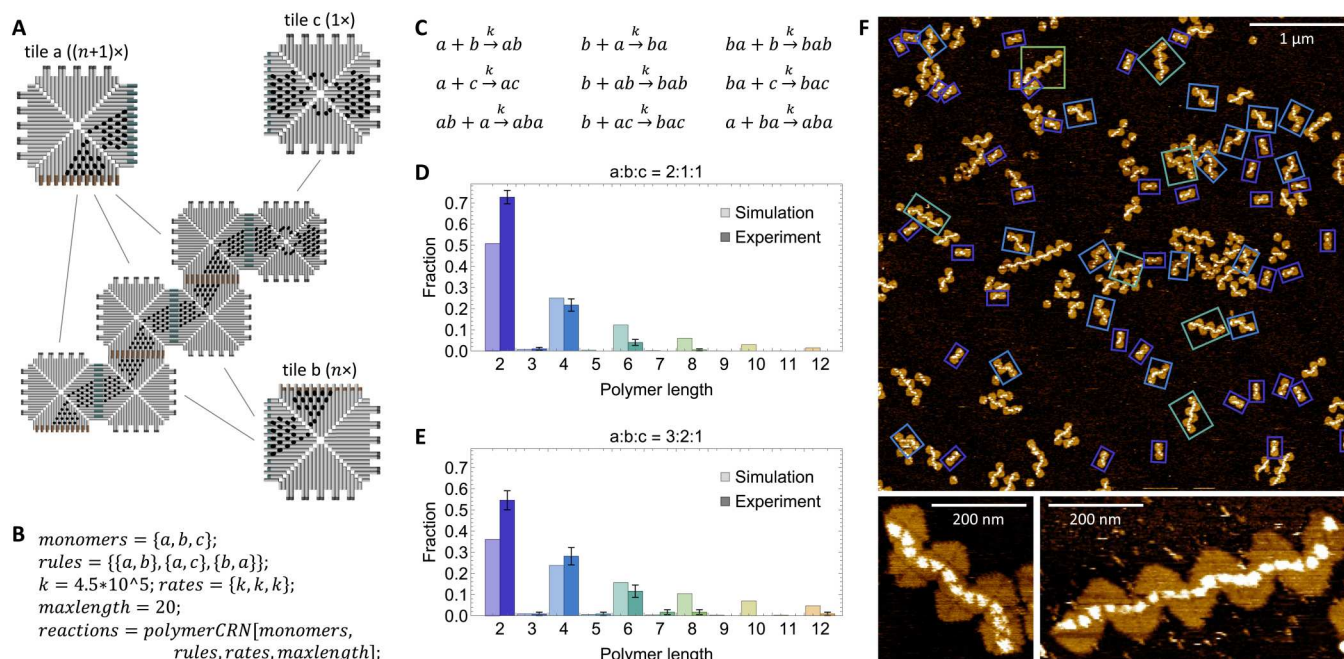 A
tile a ((n+1)×)
tile c (1×)
tile b (n×)
B
monomers = {a, b, c};
rules = {{a, b}, {a, c}, {b, a}};
k = 4.5*10^5; rates = {k, k, k};
maxlength = 20;
reactions = polymerCRN[monomers,
rules, rates, maxlength];
C
a + b →k ab
b + a →k ba
ba + b →k bab
a + c →k ac
b + ab →k bab
ba + c →k bac
ab + a →k aba
b + ac →k bac
a + ba →k aba
D
a:b:c = 2:1:1
Fraction
0.7
0.6
0.5
0.4
0.3
0.2
0.1
0.0
Simulation
Experiment
2 3 4 5 6 7 8 9 10 11 12
Polymer length
E
a:b:c = 3:2:1
Fraction
0.7
0.6
0.5
0.4
0.3
0.2
0.1
0.0
Simulation
Experiment
2 3 4 5 6 7 8 9 10 11 12
Polymer length
F
1 µm
200 nm
200 nm